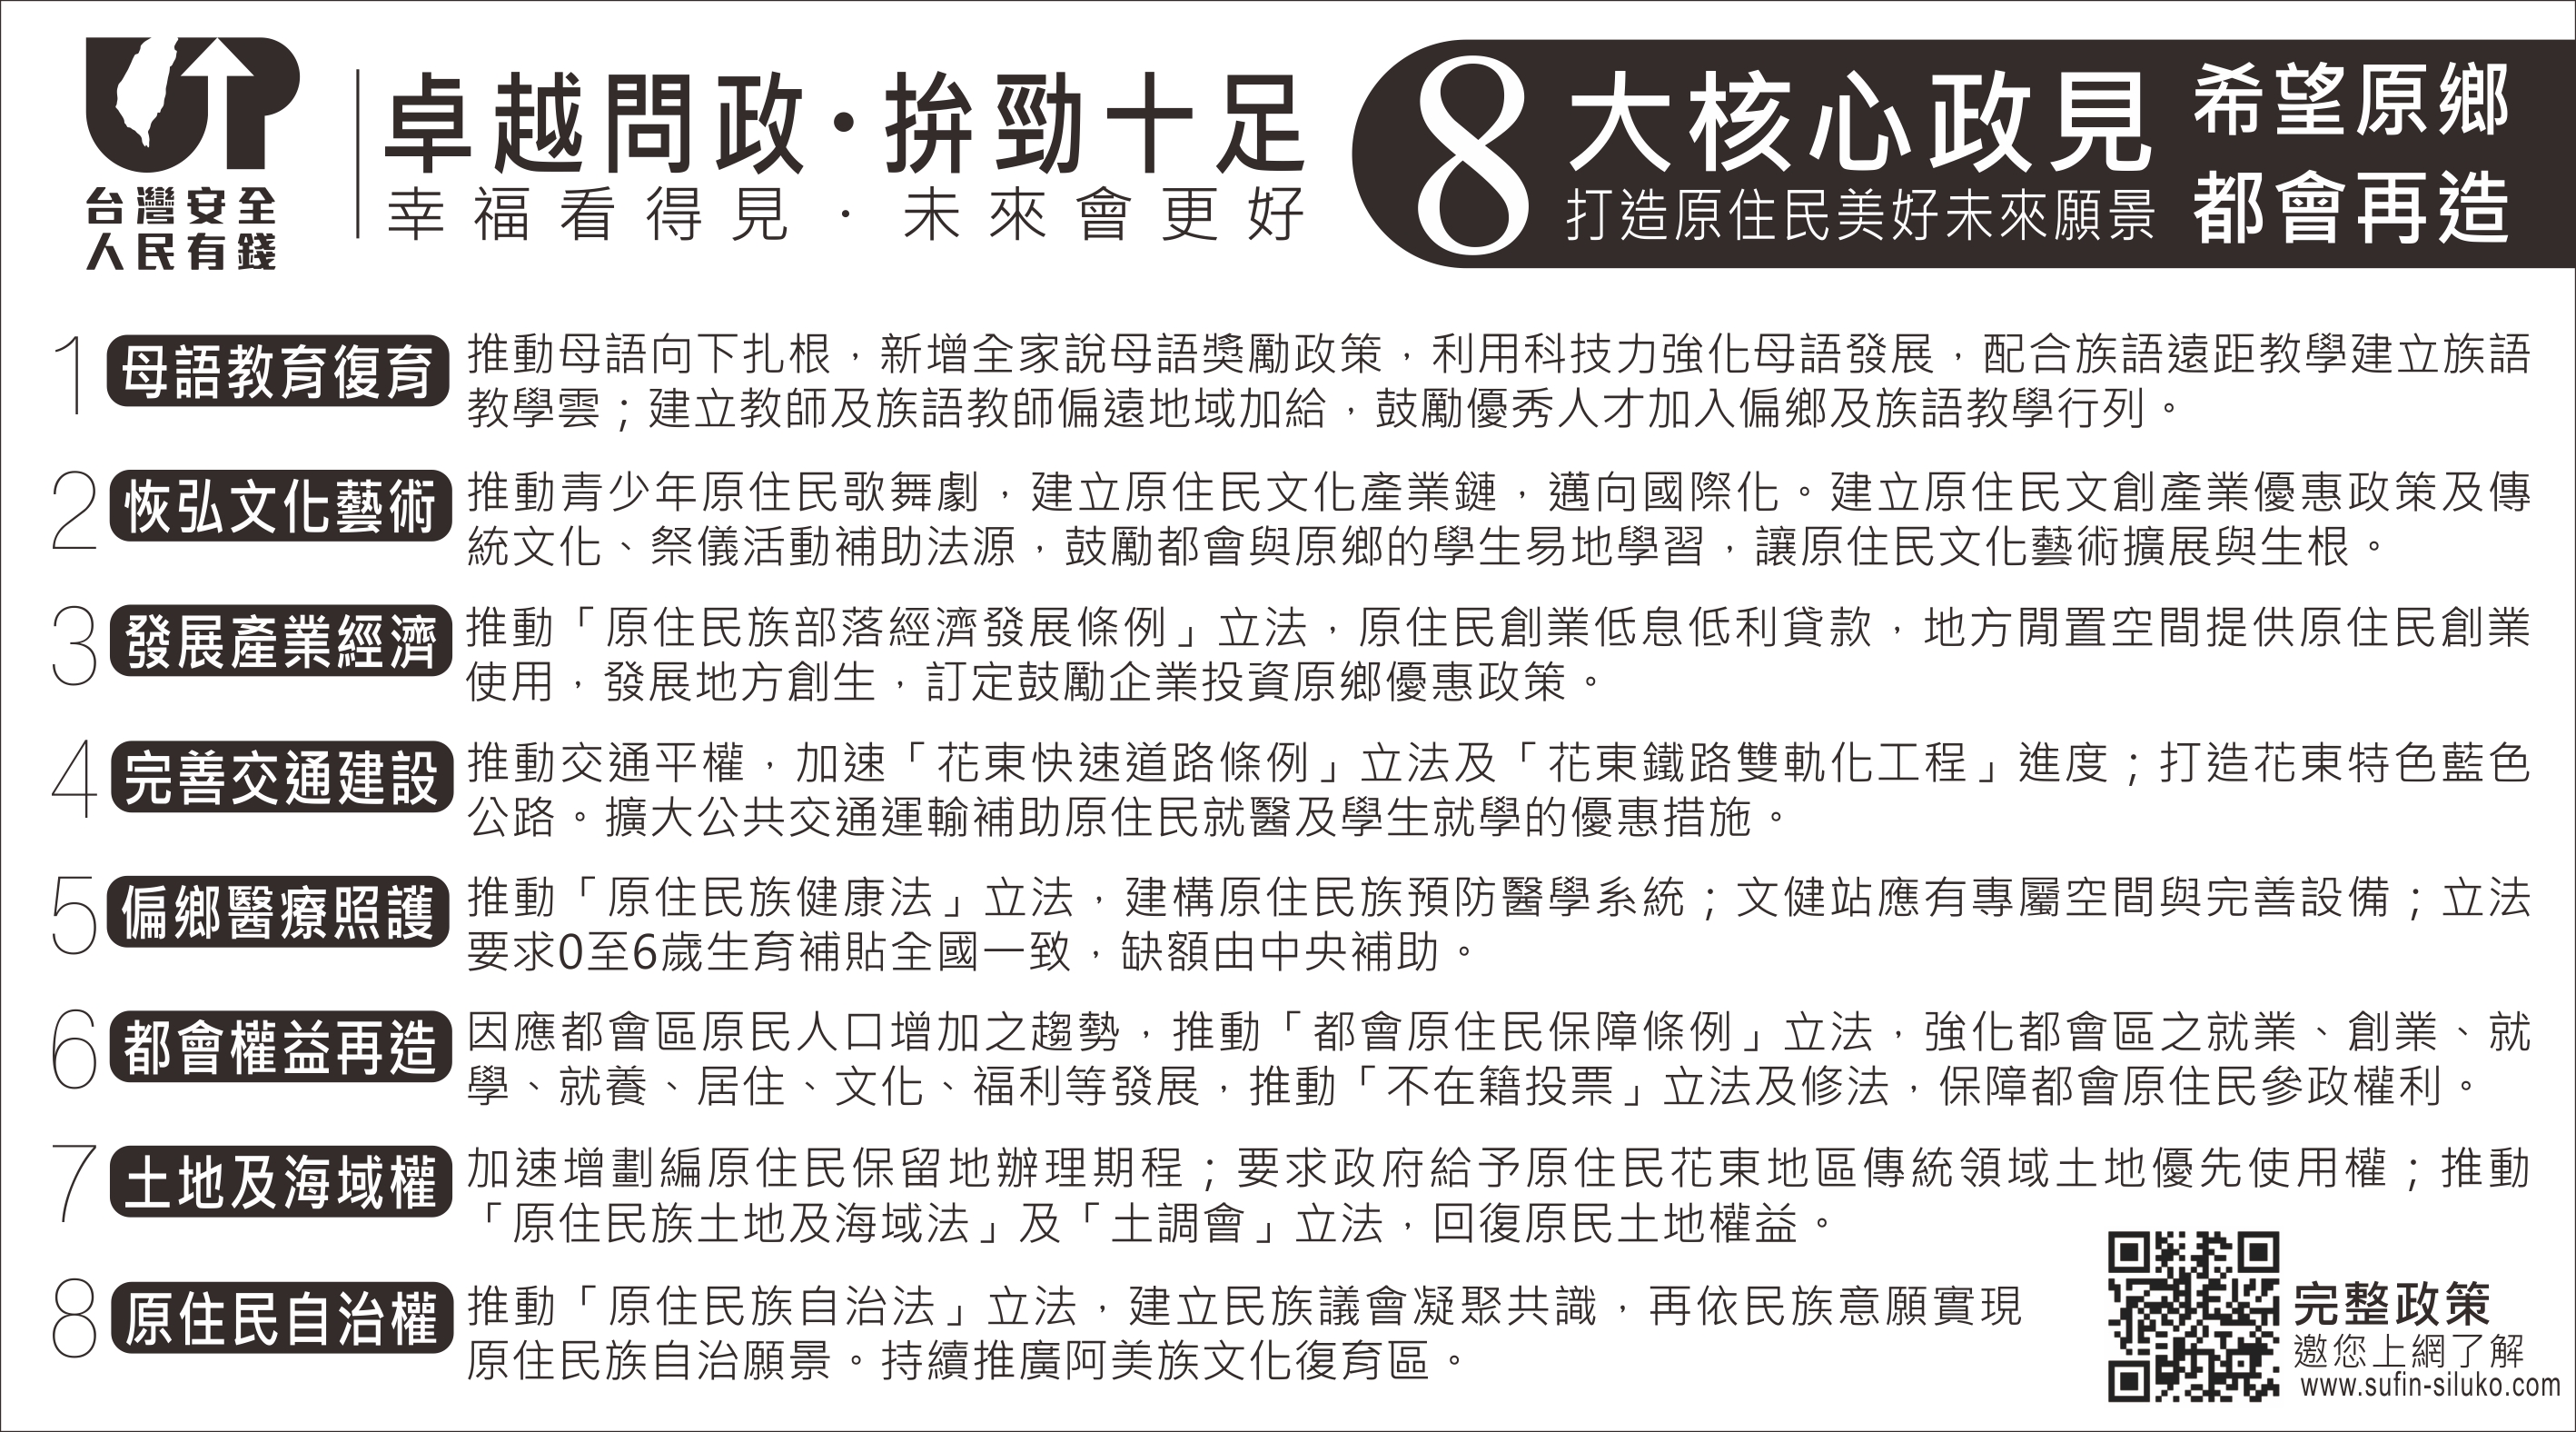 UP
台灣安全
人民有錢
卓越問政·拚勁十足
幸福看得見·未來會更好
8大核心政見
打造原住民美好未來願景
希望原鄉
都會再造
1 母語教育復育
推動母語向下扎根，新增全家說母語獎勵政策，利用科技力強化母語發展，配合族語遠距教學建立族語
教學雲；建立教師及族語教師偏遠地域加給，鼓勵優秀人才加入偏鄉及族語教學行列。
2 恢弘文化藝術
推動青少年原住民歌舞劇，建立原住民文化產業鏈，邁向國際化。建立原住民文創產業優惠政策及傳
統文化、祭儀活動補助法源，鼓勵都會與原鄉的學生易地學習，讓原住民文化藝術擴展與生根。
3 發展產業經濟
推動「原住民族部落經濟發展條例」立法，原住民創業低息低利貸款，地方閒置空間提供原住民創業
使用，發展地方創生，訂定鼓勵企業投資原鄉優惠政策。
4 完善交通建設
推動交通平權，加速「花東快速道路條例」立法及「花東鐵路雙軌化工程」進度；打造花東特色藍色
公路。擴大公共交通運輸補助原住民就醫及學生就學的優惠措施。
5 偏鄉醫療照護
推動「原住民族健康法」立法，建構原住民族預防醫學系統；文健站應有專屬空間與完善設備；立法
要求0至6歲生育補貼全國一致，缺額由中央補助。
6 都會權益再造
因應都會區原民人口增加之趨勢，推動「都會原住民保障條例」立法，強化都會區之就業、創業、就
學、就養、居住、文化、福利等發展，推動「不在籍投票」立法及修法，保障都會原住民參政權利。
7 土地及海域權
加速增劃編原住民保留地辦理期程；要求政府給予原住民花東地區傳統領域土地優先使用權；推動
「原住民族土地及海域法」及「土調會」立法，回復原民土地權益。
8 原住民自治權
推動「原住民族自治法」立法，建立民族議會凝聚共識，再依民族意願實現
原住民族自治願景。持續推廣阿美族文化復育區。
完整政策
邀您上網了解
www.sufin-siluko.com